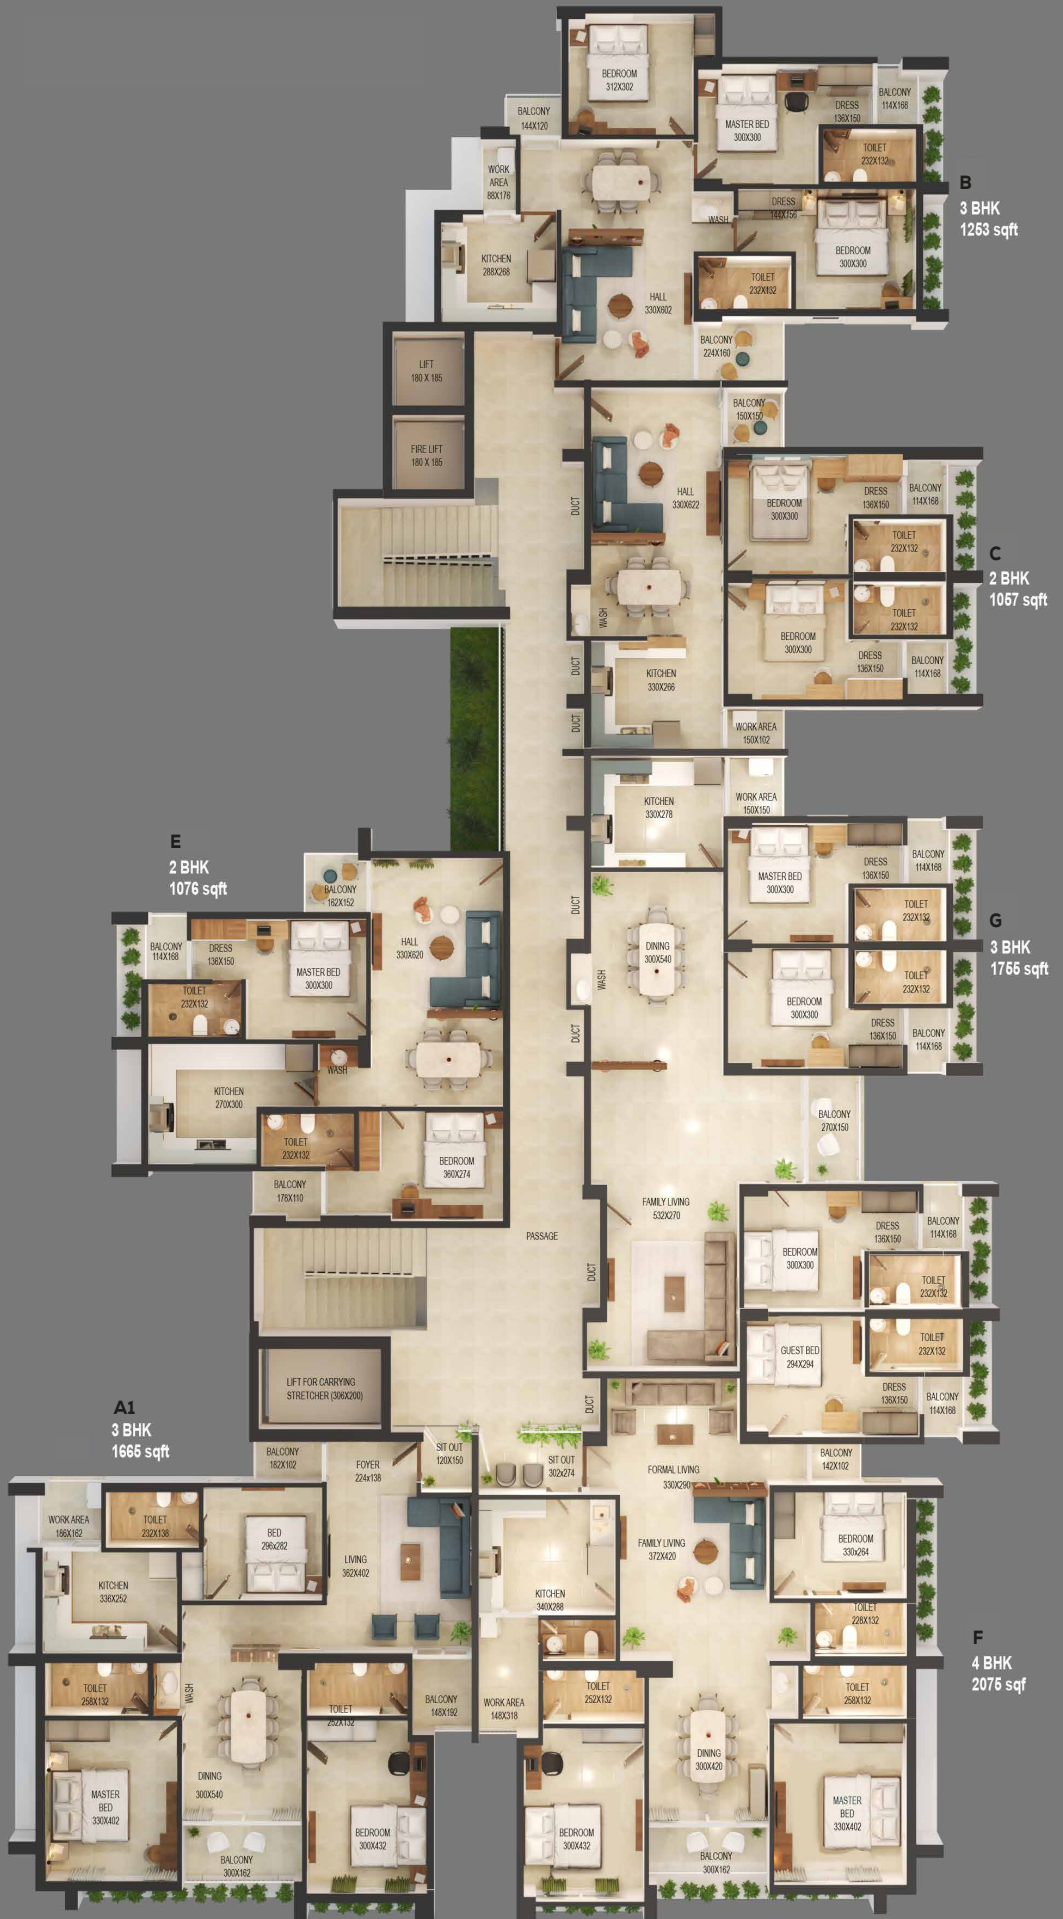 BEDROOM
312X302
BALCONY
144X120
MASTER BED
300X300
DRESS
136X150
BALCONY
114X168
TOILET
232X132
WORK
AREA
88X176
B
3 BHK
1253 sqft
DRESS
144X156
WASH
BEDROOM
300X300
KITCHEN
288X268
TOILET
232X132
HALL
330X602
BALCONY
224X160
LIFT
180 X 185
FIRE LIFT
180 X 185
BALCONY
150X150
HALL
330X622
DUCT
BEDROOM
300X300
DRESS
136X150
BALCONY
114X168
TOILET
232X132
C
2 BHK
1057 sqft
TOILET
232X132
WASH
BEDROOM
300X300
DRESS
136X150
BALCONY
114X168
DUCT
KITCHEN
330X266
DUCT
WORK AREA
150X102
KITCHEN
330X278
WORK AREA
150X150
E
2 BHK
1076 sqft
MASTER BED
300X300
DRESS
136X150
BALCONY
114X168
TOILET
232X132
G
3 BHK
1755 sqft
BALCONY
162X152
DUCT
DINING
300X540
HALL
330X620
BALCONY
114X168
DRESS
136X150
MASTER BED
300X300
TOILET
232X132
WASH
TOILET
232X132
BEDROOM
300X300
DRESS
136X150
BALCONY
114X168
DUCT
WASH
KITCHEN
270X300
TOILET
232X132
BEDROOM
360X274
BALCONY
178X110
BALCONY
270X150
FAMILY LIVING
532X270
PASSAGE
DUCT
BEDROOM
300X300
DRESS
136X150
BALCONY
114X168
TOILET
232X132
GUEST BED
294X294
TOILET
232X132
DRESS
136X150
BALCONY
114X168
LIFT FOR CARRYING
STRETCHER (306X200)
DUCT
A1
3 BHK
1665 sqft
BALCONY
182X102
FOYER
224x138
SIT OUT
120X150
SIT OUT
302x274
FORMAL LIVING
330X290
BALCONY
142X102
WORK AREA
186X162
TOILET
232X138
BED
296x282
LIVING
362X402
FAMILY LIVING
372X420
BEDROOM
330x264
KITCHEN
336X252
KITCHEN
340X288
TOILET
228X132
F
4 BHK
2075 sqf
TOILET
258X132
WASH
TOILET
252X132
BALCONY
148X192
WORK AREA
148X318
TOILET
252X132
TOILET
258X132
DINING
300X540
MASTER
BED
330X402
BEDROOM
300X432
BEDROOM
300X432
DINING
300X420
MASTER
BED
330X402
BALCONY
300X162
BALCONY
300X162